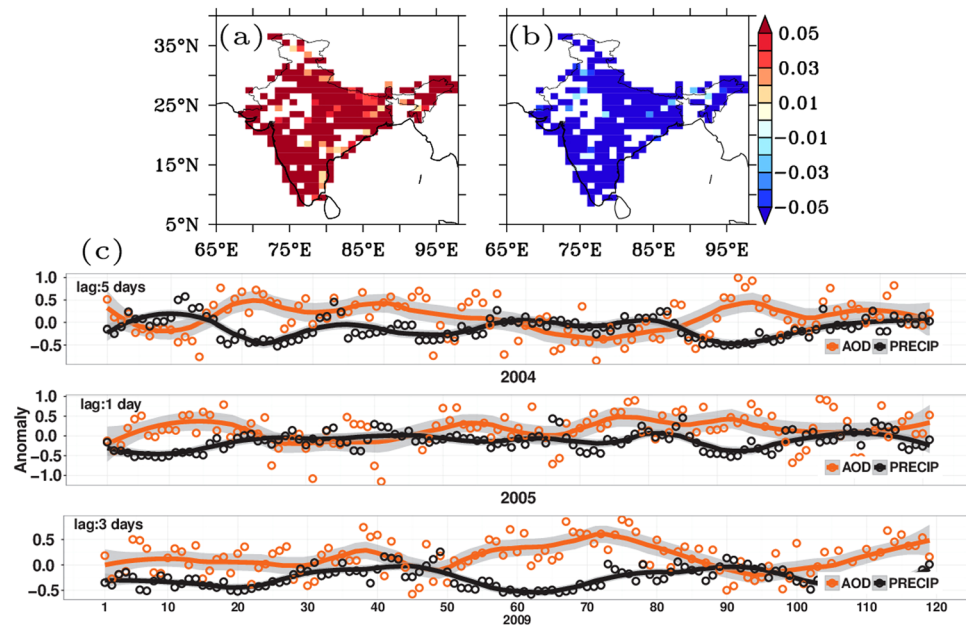 (a) (b)
35°N 0.05
0.03
25°N 0.01
-0.01
15°N -0.03
-0.05
5°N
65°E 75°E 85°E 95°E 65°E 75°E 85°E 95°E
(c)
1.0 lag:5 days
0.5
0.0
-0.5 AOD PRECIP
2004
1.0 lag:1 day
0.5
0.0
-0.5 AOD PRECIP
-1.0
Anomaly
2005
lag:3 days
0.5
0.0
-0.5 AOD PRECIP
1 10 20 30 40 50 60 70 80 90 100 110 120
2009